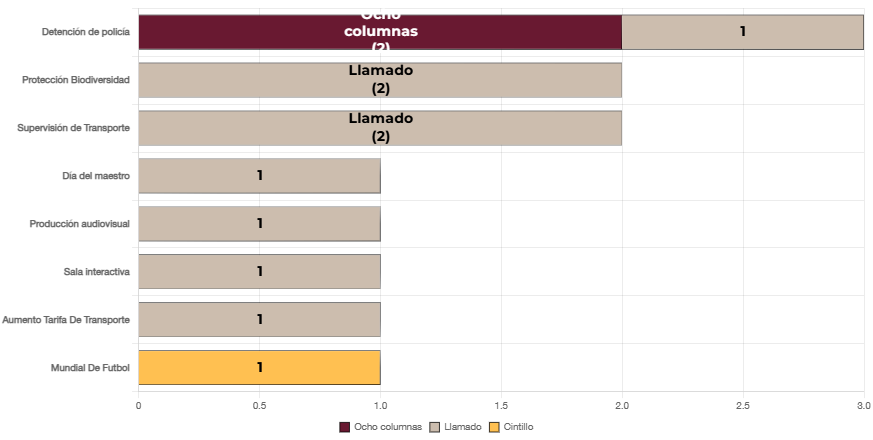 Detención de policía
Ocho
columnas
(2)
1
Protección Biodiversidad
Llamado
(2)
Supervisión de Transporte
Llamado
(2)
Día del maestro
1
Producción audiovisual
1
Sala interactiva
1
Aumento Tarifa De Transporte
1
Mundial De Futbol
1
0
0.5
1.0
1.5
2.0
2.5
3.0
Ocho columnas
Llamado
Cintillo